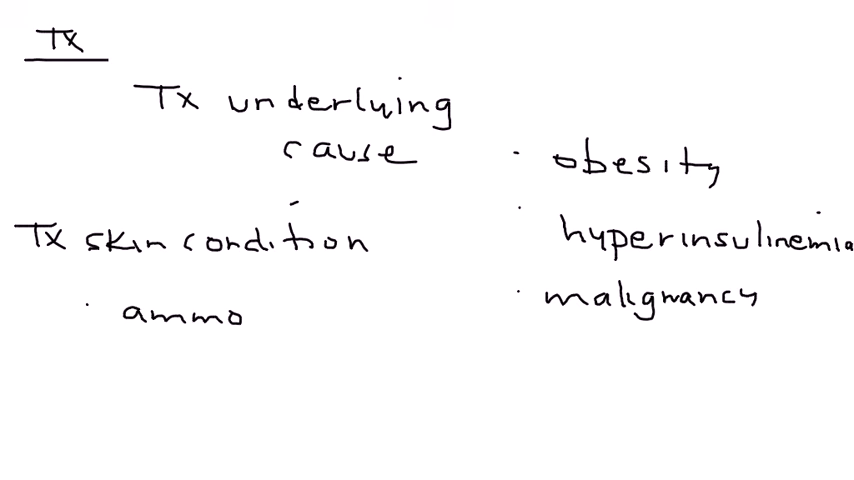 Tx
Tx underlying
cause
· obesity
· hyperinsulinemia
· malignancy
Tx skin condition
· ammo